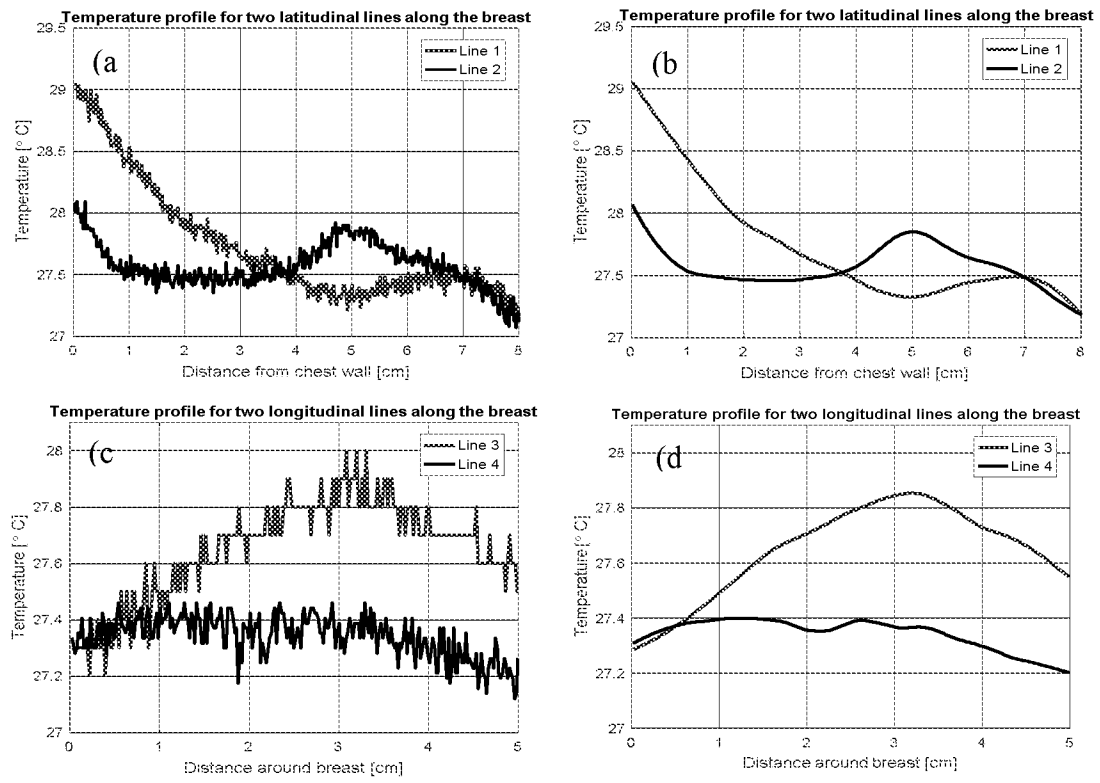 Temperature profile for two latitudinal lines along the breast
29.5
29
28.5
28
27.5
27
Temperature [° C]
(a
Line 1
Line 2
0 1 2 3 4 5 6 7 8
Distance from chest wall [cm]
Temperature profile for two latitudinal lines along the breast
29.5
29
28.5
28
27.5
27
Temperature [° C]
(b
Line 1
Line 2
0 1 2 3 4 5 6 7 8
Distance from chest wall [cm]
Temperature profile for two longitudinal lines along the breast
28
27.8
27.6
27.4
27.2
27
Temperature [° C]
(c
Line 3
Line 4
0 1 2 3 4 5
Distance around breast [cm]
Temperature profile for two longitudinal lines along the breast
28
27.8
27.6
27.4
27.2
27
Temperature [° C]
(d
Line 3
Line 4
0 1 2 3 4 5
Distance around breast [cm]